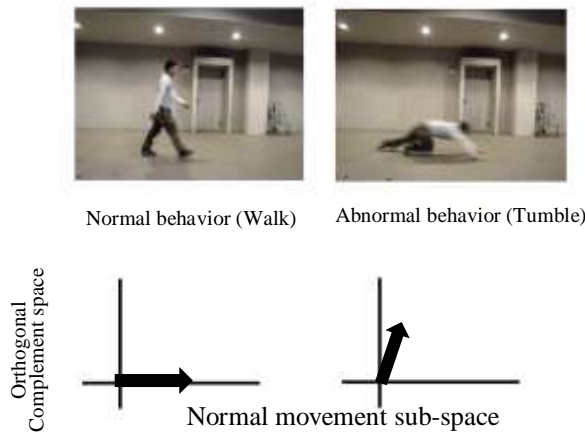 Normal behavior (Walk)
Abnormal behavior (Tumble)
Orthogonal
Complement space
Normal movement sub-space